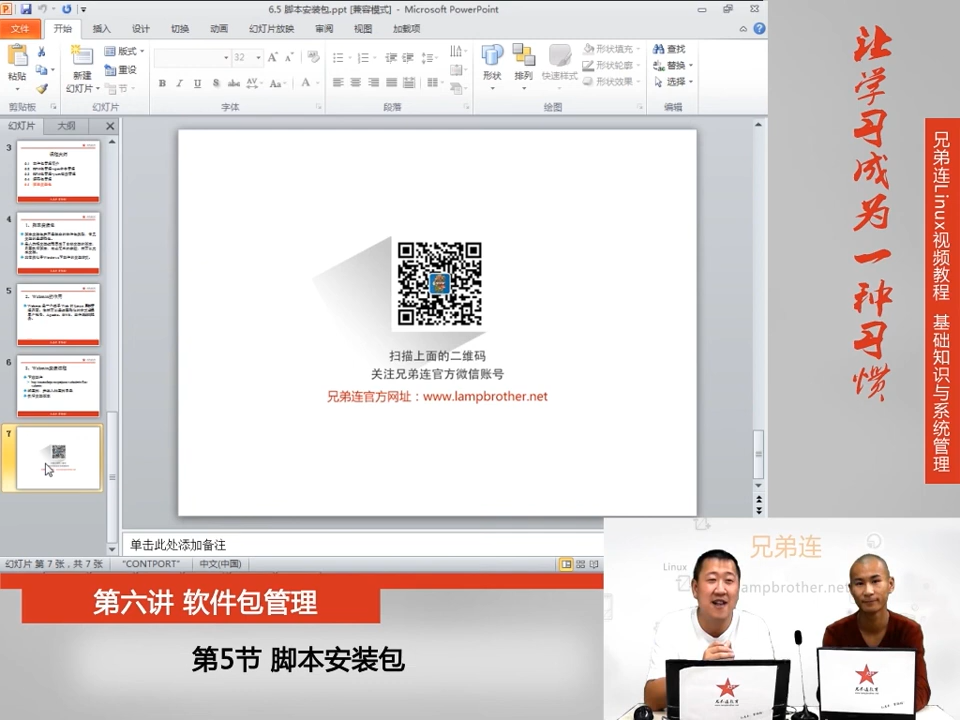 6.5 脚本安装包.ppt [兼容模式] - Microsoft PowerPoint
文件 开始 插入 设计 切换 动画 幻灯片放映 审阅 视图 加载项
粘贴
新建
幻灯片
版式
重设
节
32
B I U S abc AV Aa A
形状
排列
快速样式
形状填充
形状轮廓
形状效果
查找
替换
选择
剪贴板 幻灯片 字体 段落 绘图 编辑
幻灯片 大纲
3
4
5
6
7
扫描上面的二维码
关注兄弟连官方微信账号
兄弟连官方网址：www.lampbrother.net
单击此处添加备注
幻灯片 第 7 张，共 7 张 "CONTPORT" 中文(中国)
让学习成为一种习惯
兄弟连Linux视频教程 基础知识与系统管理
第六讲 软件包管理
第5节 脚本安装包
兄弟连
Linux
lampbrother.net